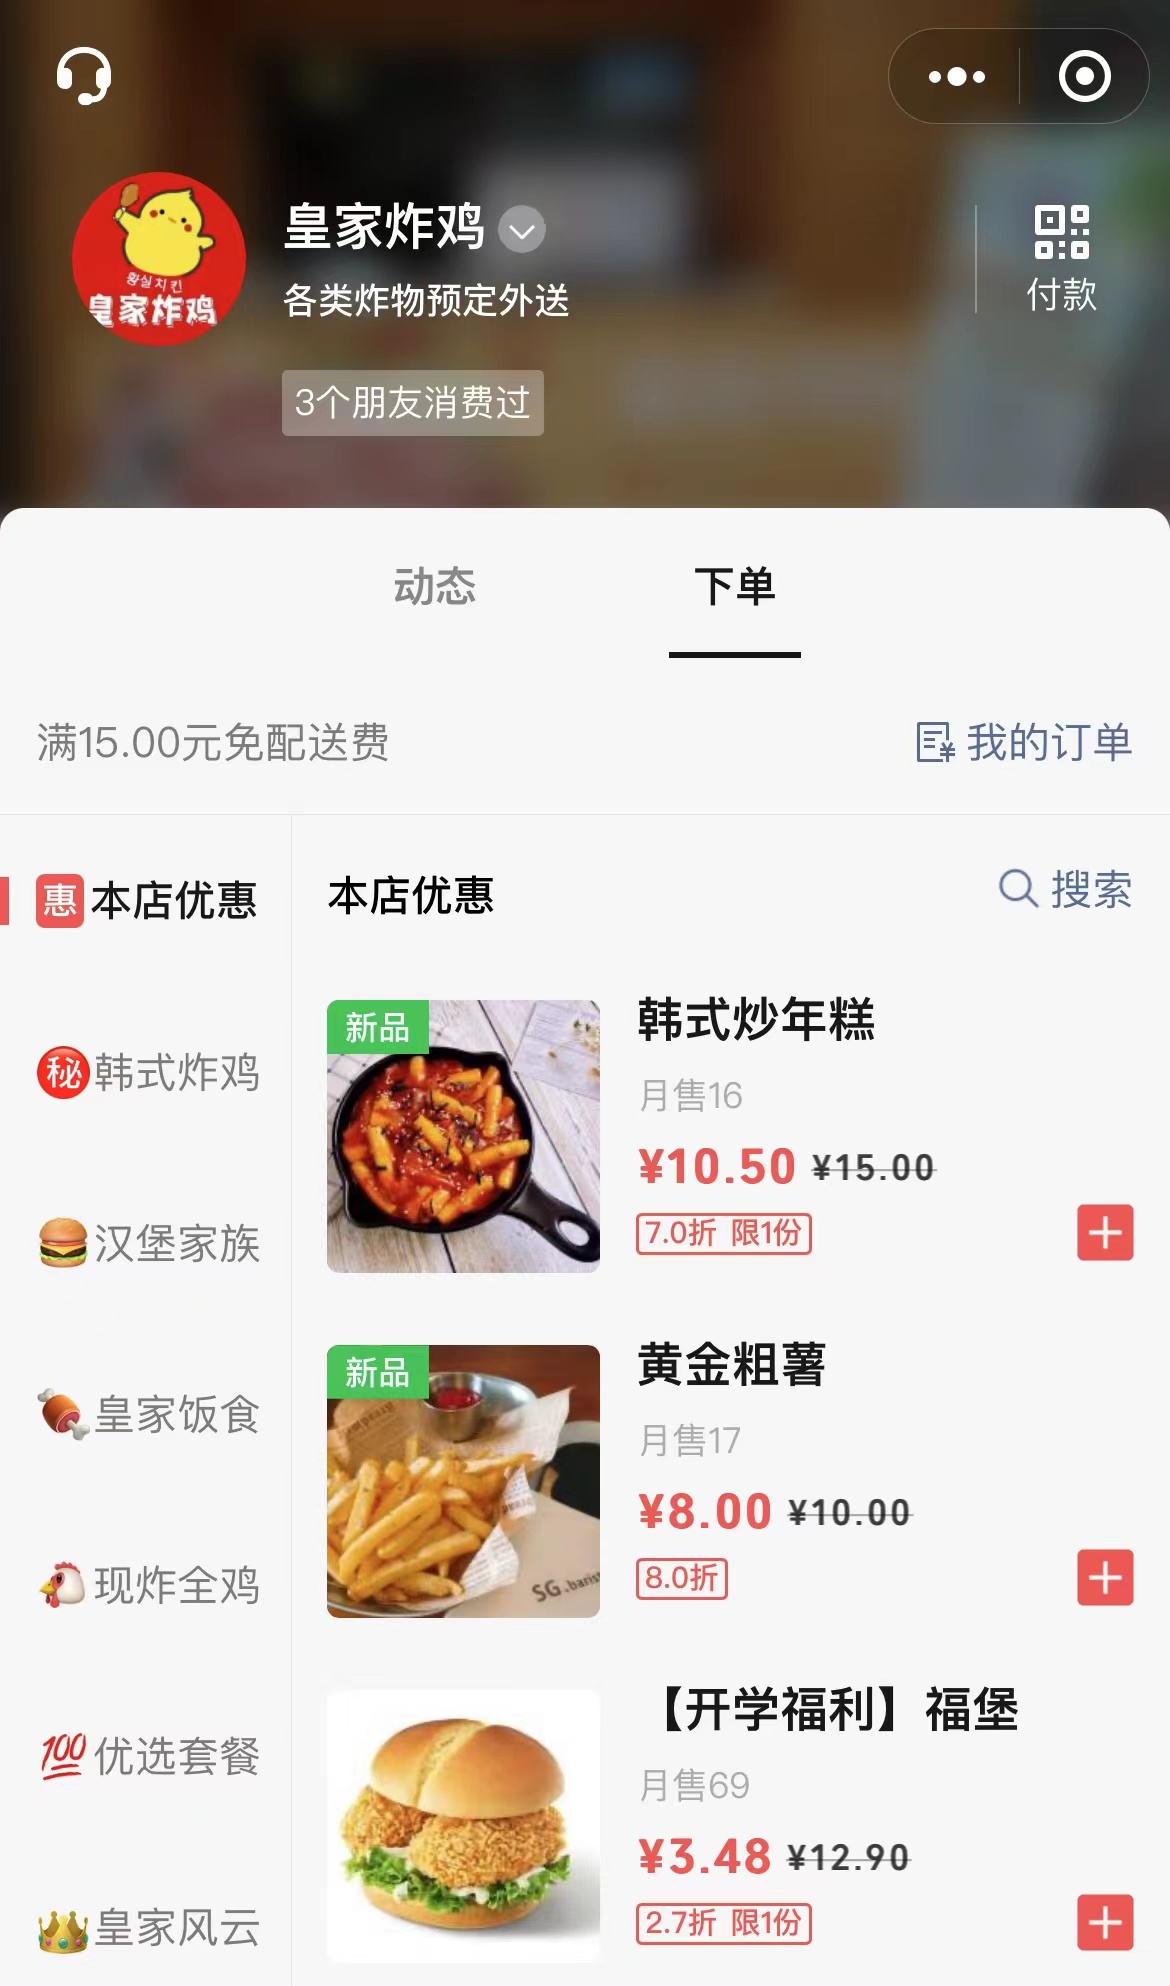 황실치킨
皇家炸鸡
皇家炸鸡
各类炸物预定外送
3个朋友消费过
付款
动态
下单
满15.00元免配送费
我的订单
惠本店优惠
㊙韩式炸鸡
汉堡家族
皇家饭食
现炸全鸡
💯优选套餐
皇家风云
本店优惠
搜索
新品
韩式炒年糕
月售16
¥10.50 ¥15.00
7.0折 限1份
新品
SG.barist
黄金粗薯
月售17
¥8.00 ¥10.00
8.0折
【开学福利】福堡
月售69
¥3.48 ¥12.90
2.7折 限1份